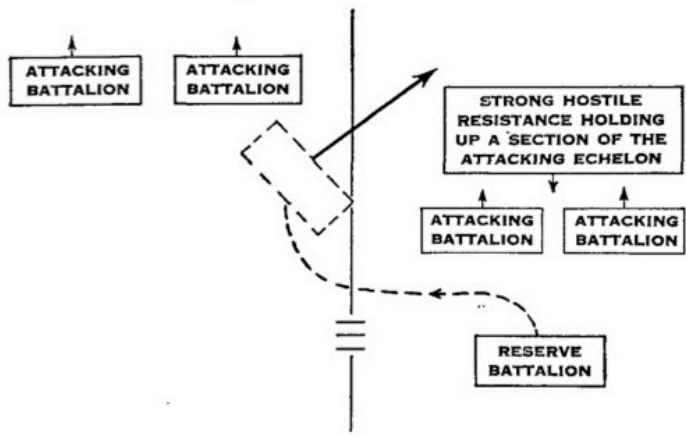 ATTACKING
BATTALION
ATTACKING
BATTALION
STRONG HOSTILE
RESISTANCE HOLDING
UP A SECTION OF THE
ATTACKING ECHELON
ATTACKING
BATTALION
ATTACKING
BATTALION
RESERVE
BATTALION